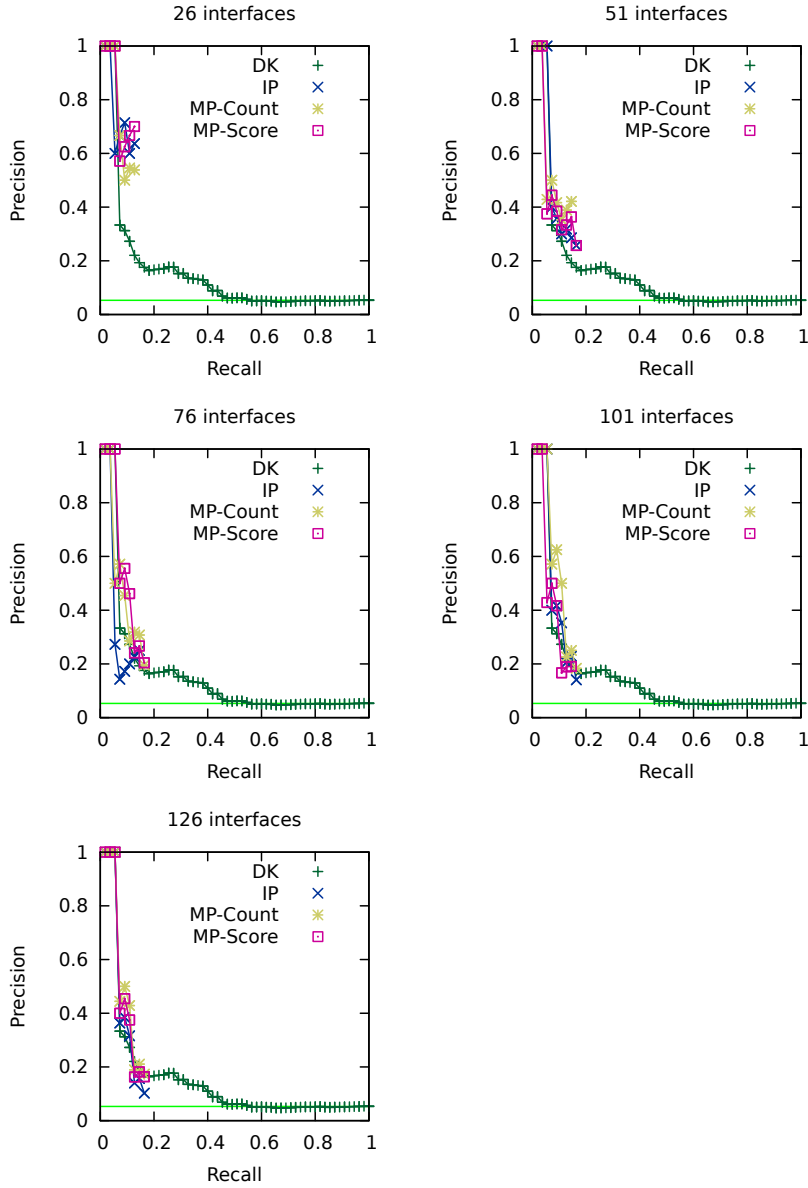 26 interfaces
1
0.8
0.6
0.4
0.2
0
0 0.2 0.4 0.6 0.8 1
Precision
Recall
DK
IP
MP-Count
MP-Score
51 interfaces
1
0.8
0.6
0.4
0.2
0
0 0.2 0.4 0.6 0.8 1
Precision
Recall
DK
IP
MP-Count
MP-Score
76 interfaces
1
0.8
0.6
0.4
0.2
0
0 0.2 0.4 0.6 0.8 1
Precision
Recall
DK
IP
MP-Count
MP-Score
101 interfaces
1
0.8
0.6
0.4
0.2
0
0 0.2 0.4 0.6 0.8 1
Precision
Recall
DK
IP
MP-Count
MP-Score
126 interfaces
1
0.8
0.6
0.4
0.2
0
0 0.2 0.4 0.6 0.8 1
Precision
Recall
DK
IP
MP-Count
MP-Score